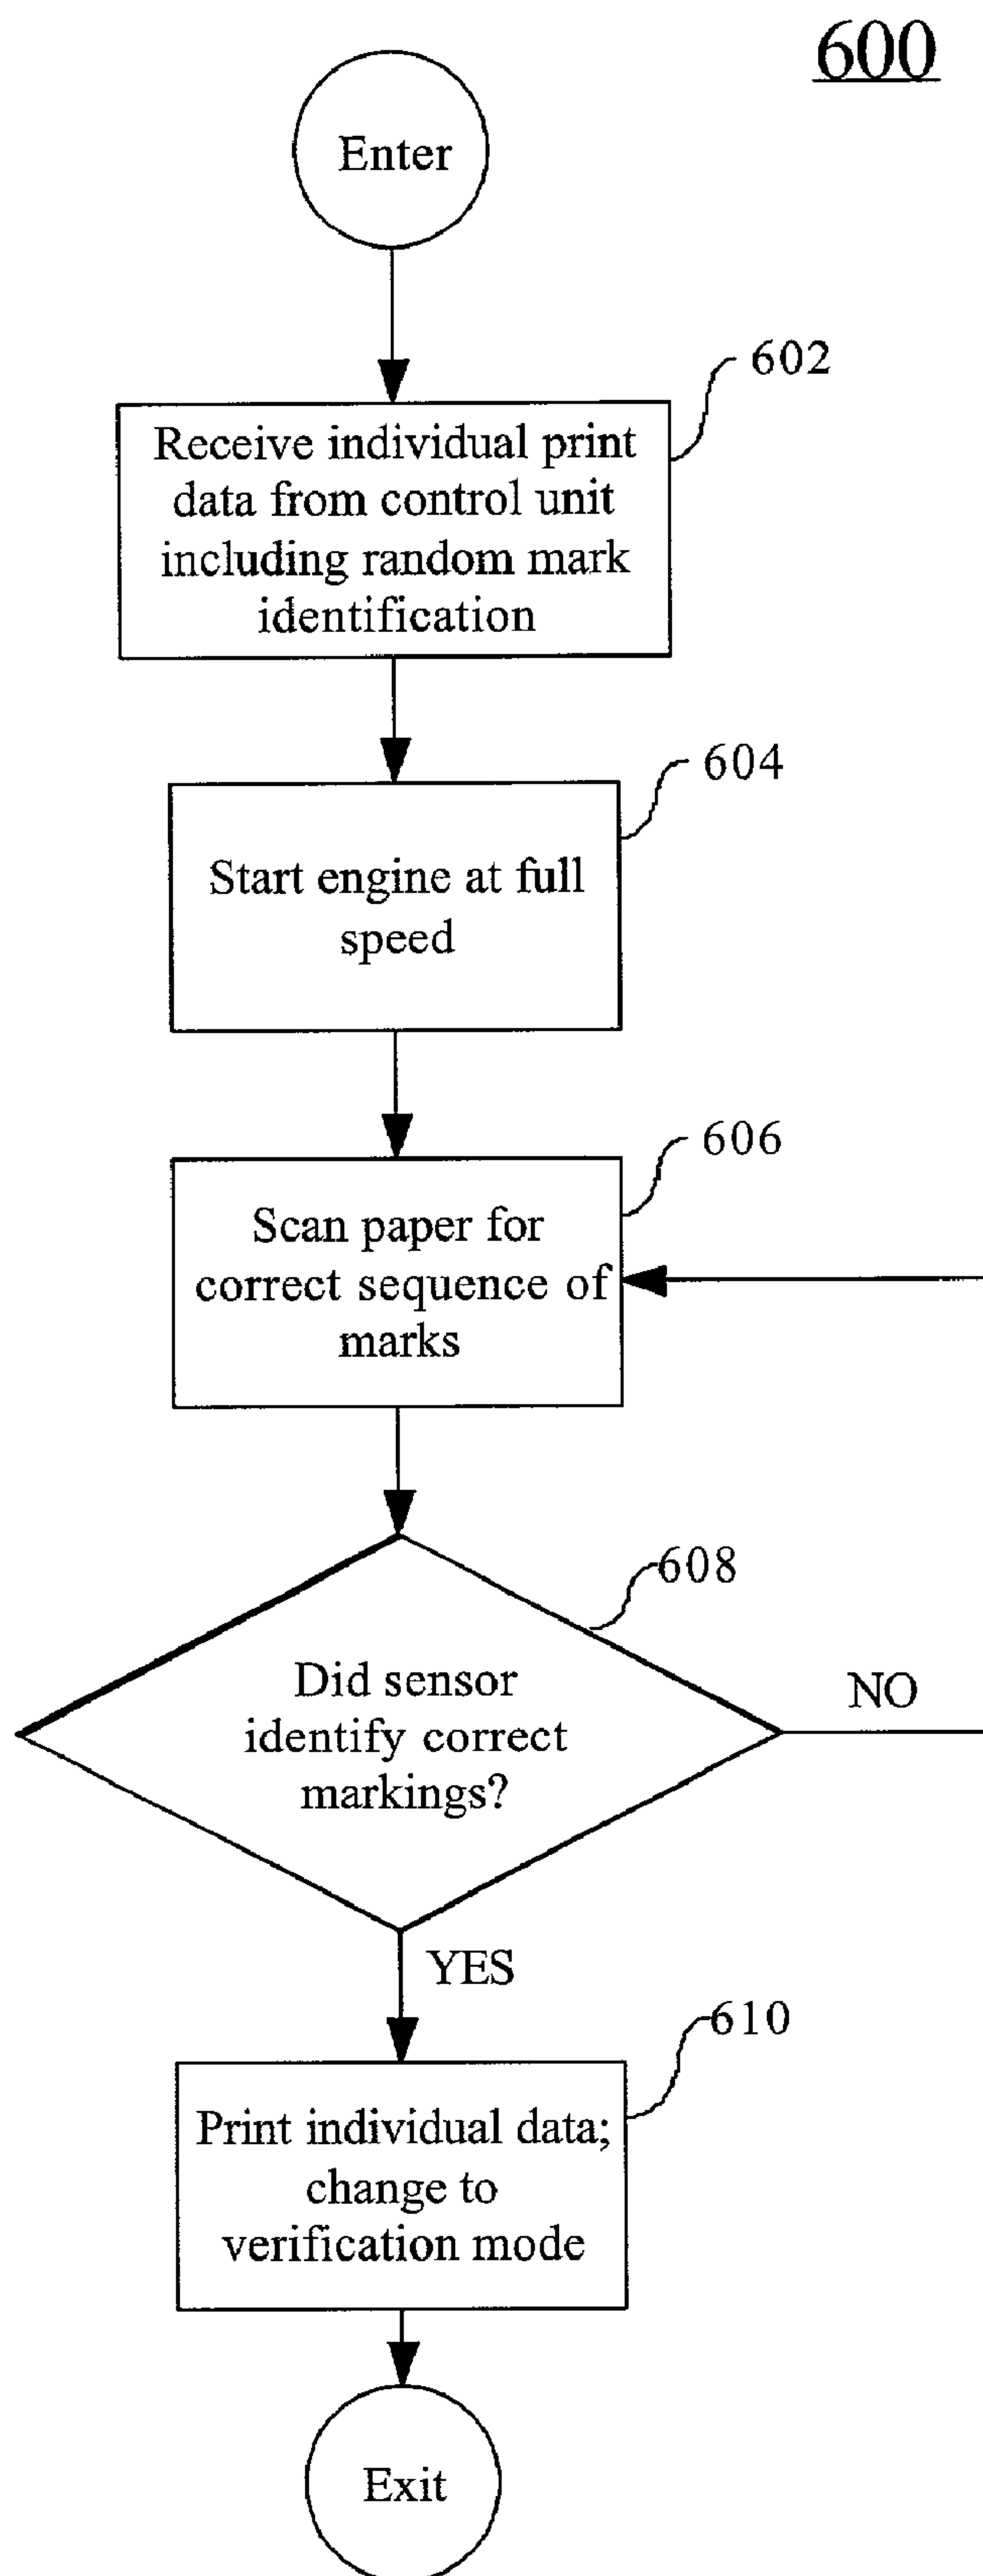 600
Enter
602
Receive individual print
data from control unit
including random mark
identification
604
Start engine at full
speed
606
Scan paper for
correct sequence of
marks
608
Did sensor
identify correct
markings?
NO
YES
610
Print individual data;
change to
verification mode
Exit